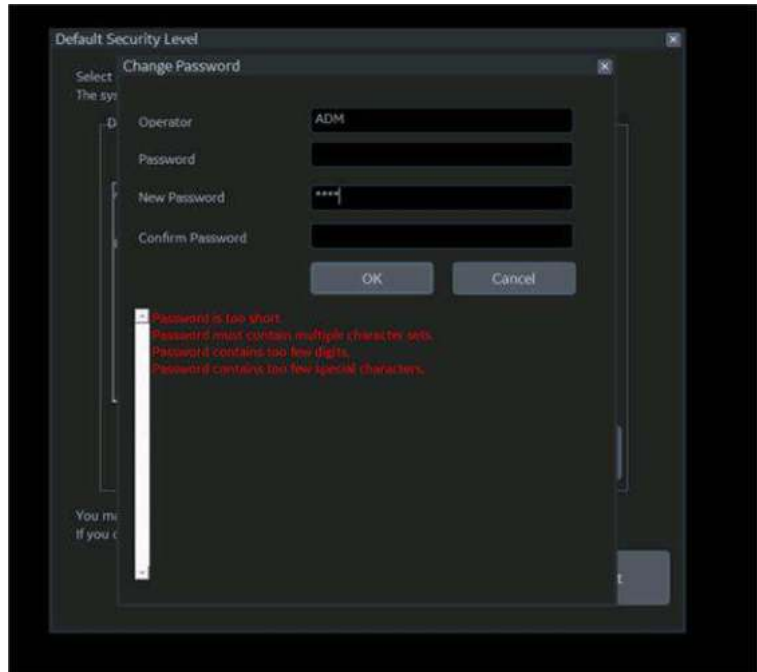 Default Security Level
Change Password
Select
The sys
Operator
ADM
Password
New Password
****
Confirm Password
OK
Cancel
Password is too short.
Password must contain multiple character sets.
Password contains too few digits.
Password contains too few special characters.
You ma
If you c
t